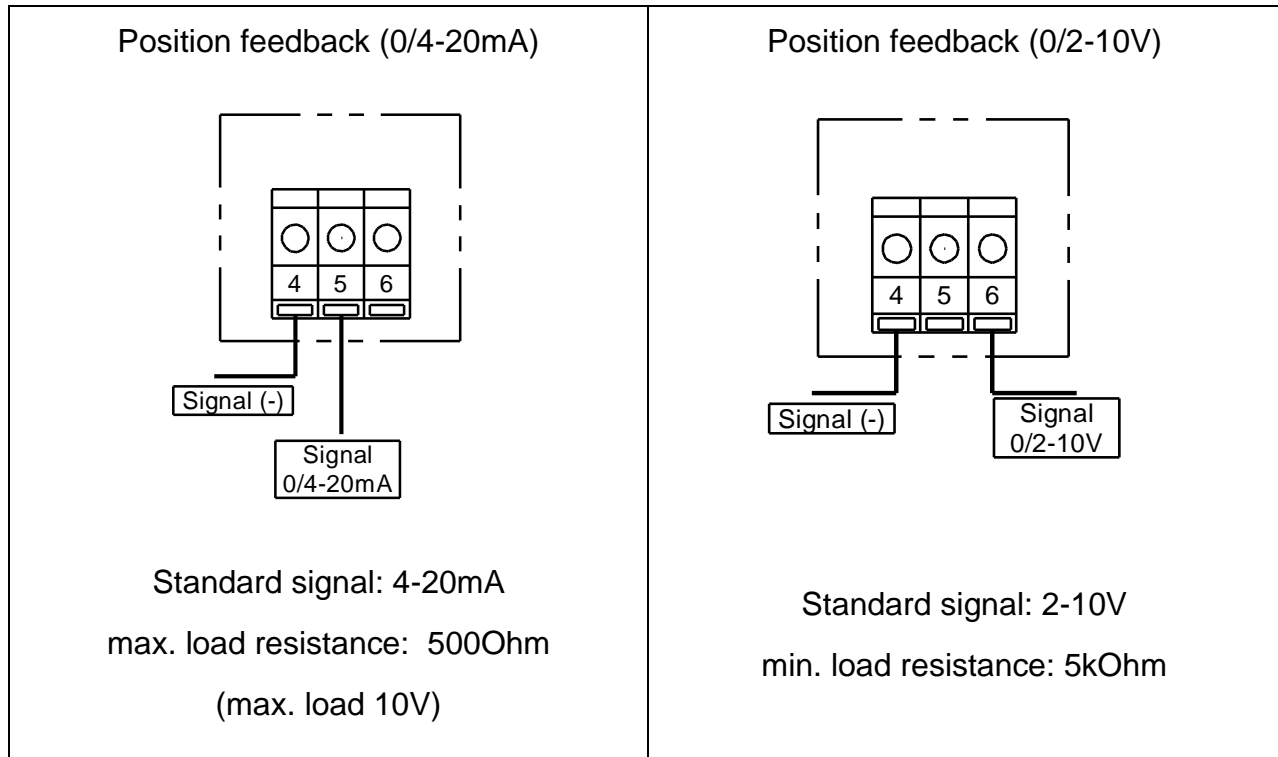 Position feedback (0/4-20mA)
4 5 6
Signal (-)
Signal
0/4-20mA
Standard signal: 4-20mA
max. load resistance:  500Ohm
(max. load 10V)
Position feedback (0/2-10V)
4 5 6
Signal (-)
Signal
0/2-10V
Standard signal: 2-10V
min. load resistance: 5kOhm